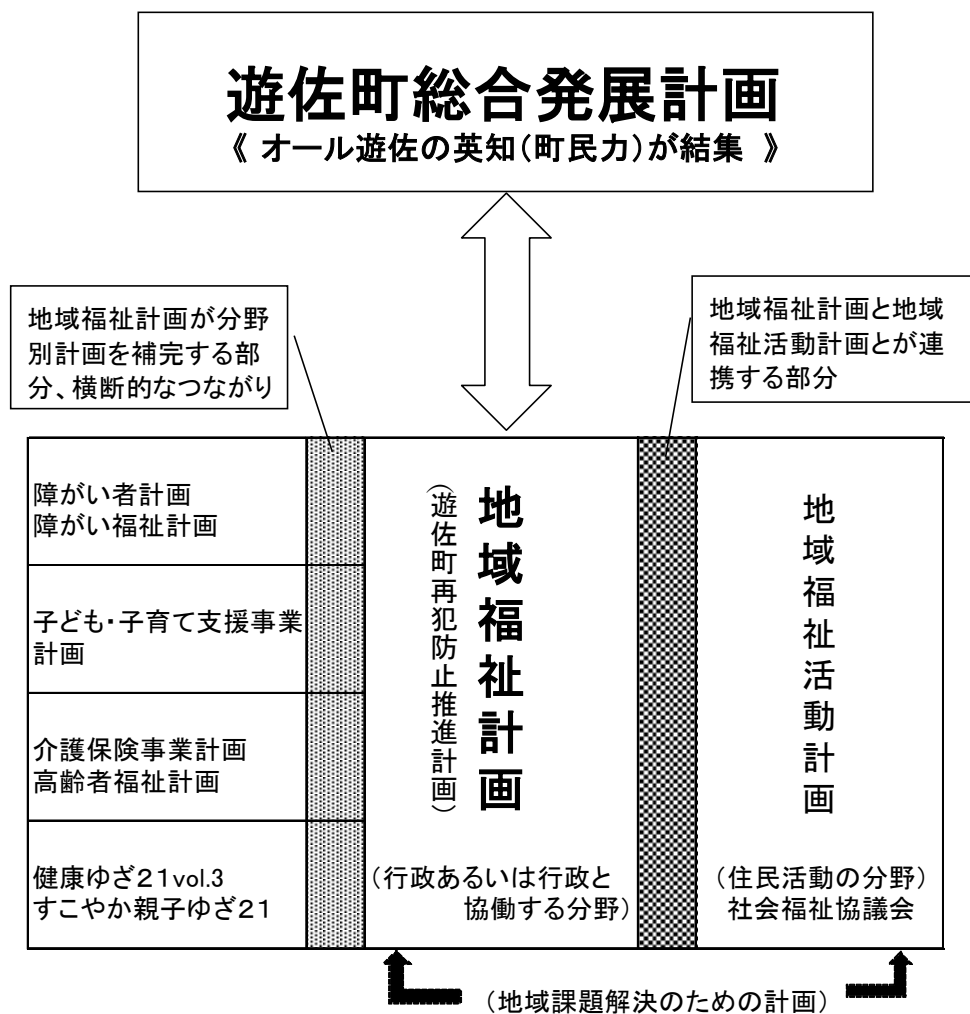 遊佐町総合発展計画
《 オール遊佐の英知(町民力)が結集 》
地域福祉計画が分野
別計画を補完する部
分、横断的なつながり
地域福祉計画と地域
福祉活動計画とが連
携する部分
障がい者計画
障がい福祉計画
子ども・子育て支援事業
計画
介護保険事業計画
高齢者福祉計画
健康ゆざ21vol.3
すこやか親子ゆざ21
地域福祉計画
(遊佐町再犯防止推進計画)
(行政あるいは行政と
協働する分野)
地域福祉活動計画
(住民活動の分野)
社会福祉協議会
(地域課題解決のための計画)